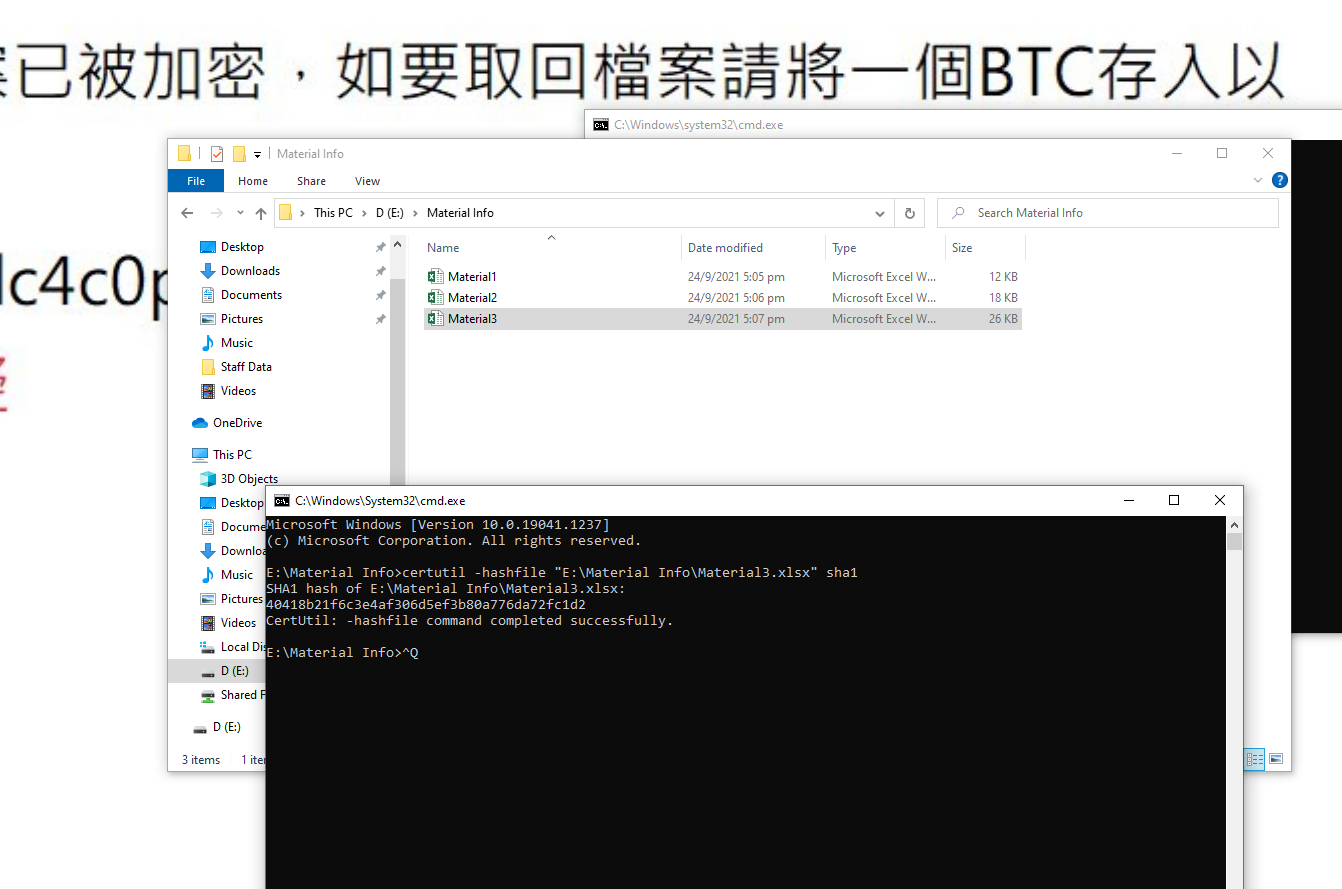 已被加密，如要取回檔案請將一個BTC存入以
C:\Windows\system32\cmd.exe
Material Info
File Home Share View
This PC D (E:) Material Info
Search Material Info
Name Date modified Type Size
Desktop
Downloads
Documents
Pictures
Music
Staff Data
Videos
OneDrive
This PC
3D Objects
Desktop
Docume
Downloa
Music
Pictures
Videos
Local Dis
D (E:)
Shared F
D (E:)
3 items 1 iter
Material1 24/9/2021 5:05 pm Microsoft Excel W... 12 KB
Material2 24/9/2021 5:06 pm Microsoft Excel W... 18 KB
Material3 24/9/2021 5:07 pm Microsoft Excel W... 26 KB
c4c0p
C:\Windows\System32\cmd.exe
Microsoft Windows [Version 10.0.19041.1237]
(c) Microsoft Corporation. All rights reserved.
E:\Material Info>certutil -hashfile "E:\Material Info\Material3.xlsx" sha1
SHA1 hash of E:\Material Info\Material3.xlsx:
40418b21f6c3e4af306d5ef3b80a776da72fc1d2
CertUtil: -hashfile command completed successfully.
E:\Material Info>^Q